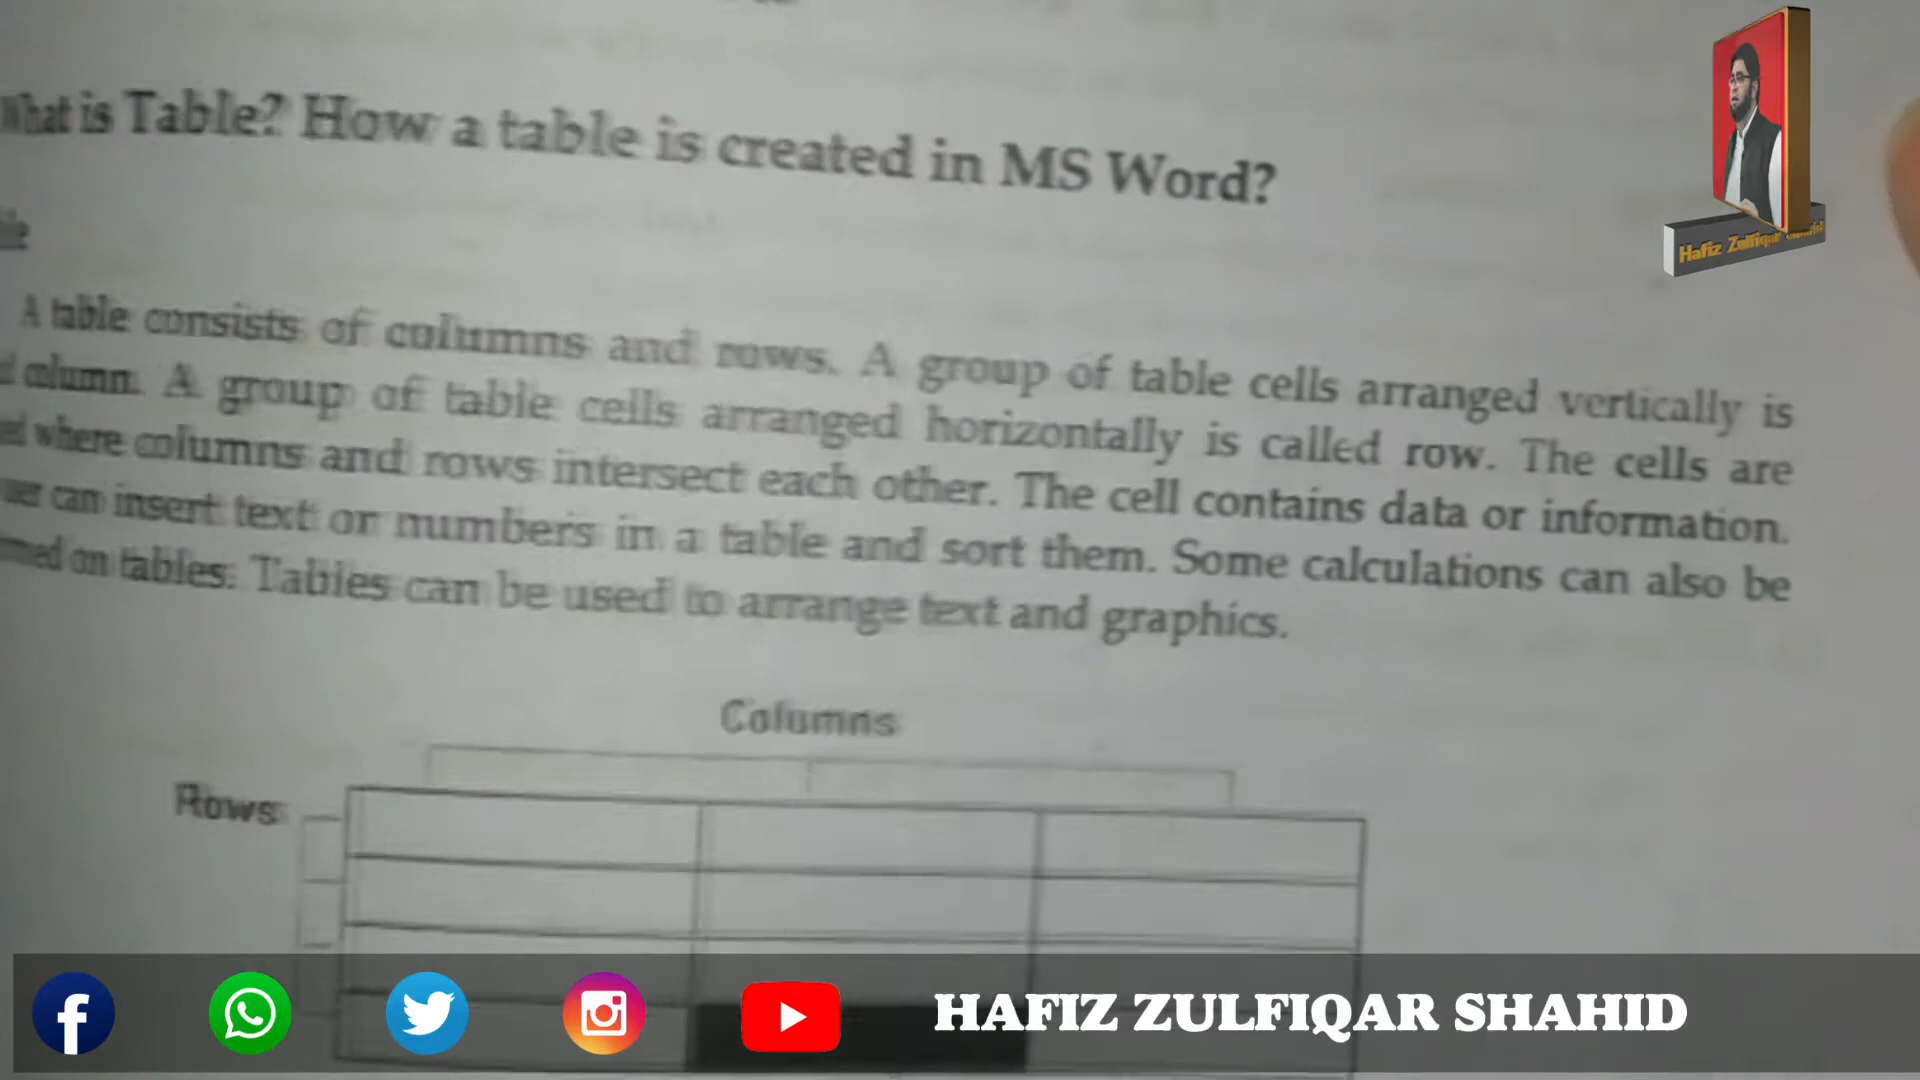 What is Table? How a table is created in MS Word?
A table consists of columns and rows. A group of table cells arranged vertically is
column. A group of table cells arranged horizontally is called row. The cells are
where columns and rows intersect each other. The cell contains data or information.
can insert text or numbers in a table and sort them. Some calculations can also be
on tables. Tables can be used to arrange text and graphics.
Columns
Rows
Hafiz Zulfiqar
HAFIZ ZULFIQAR SHAHID